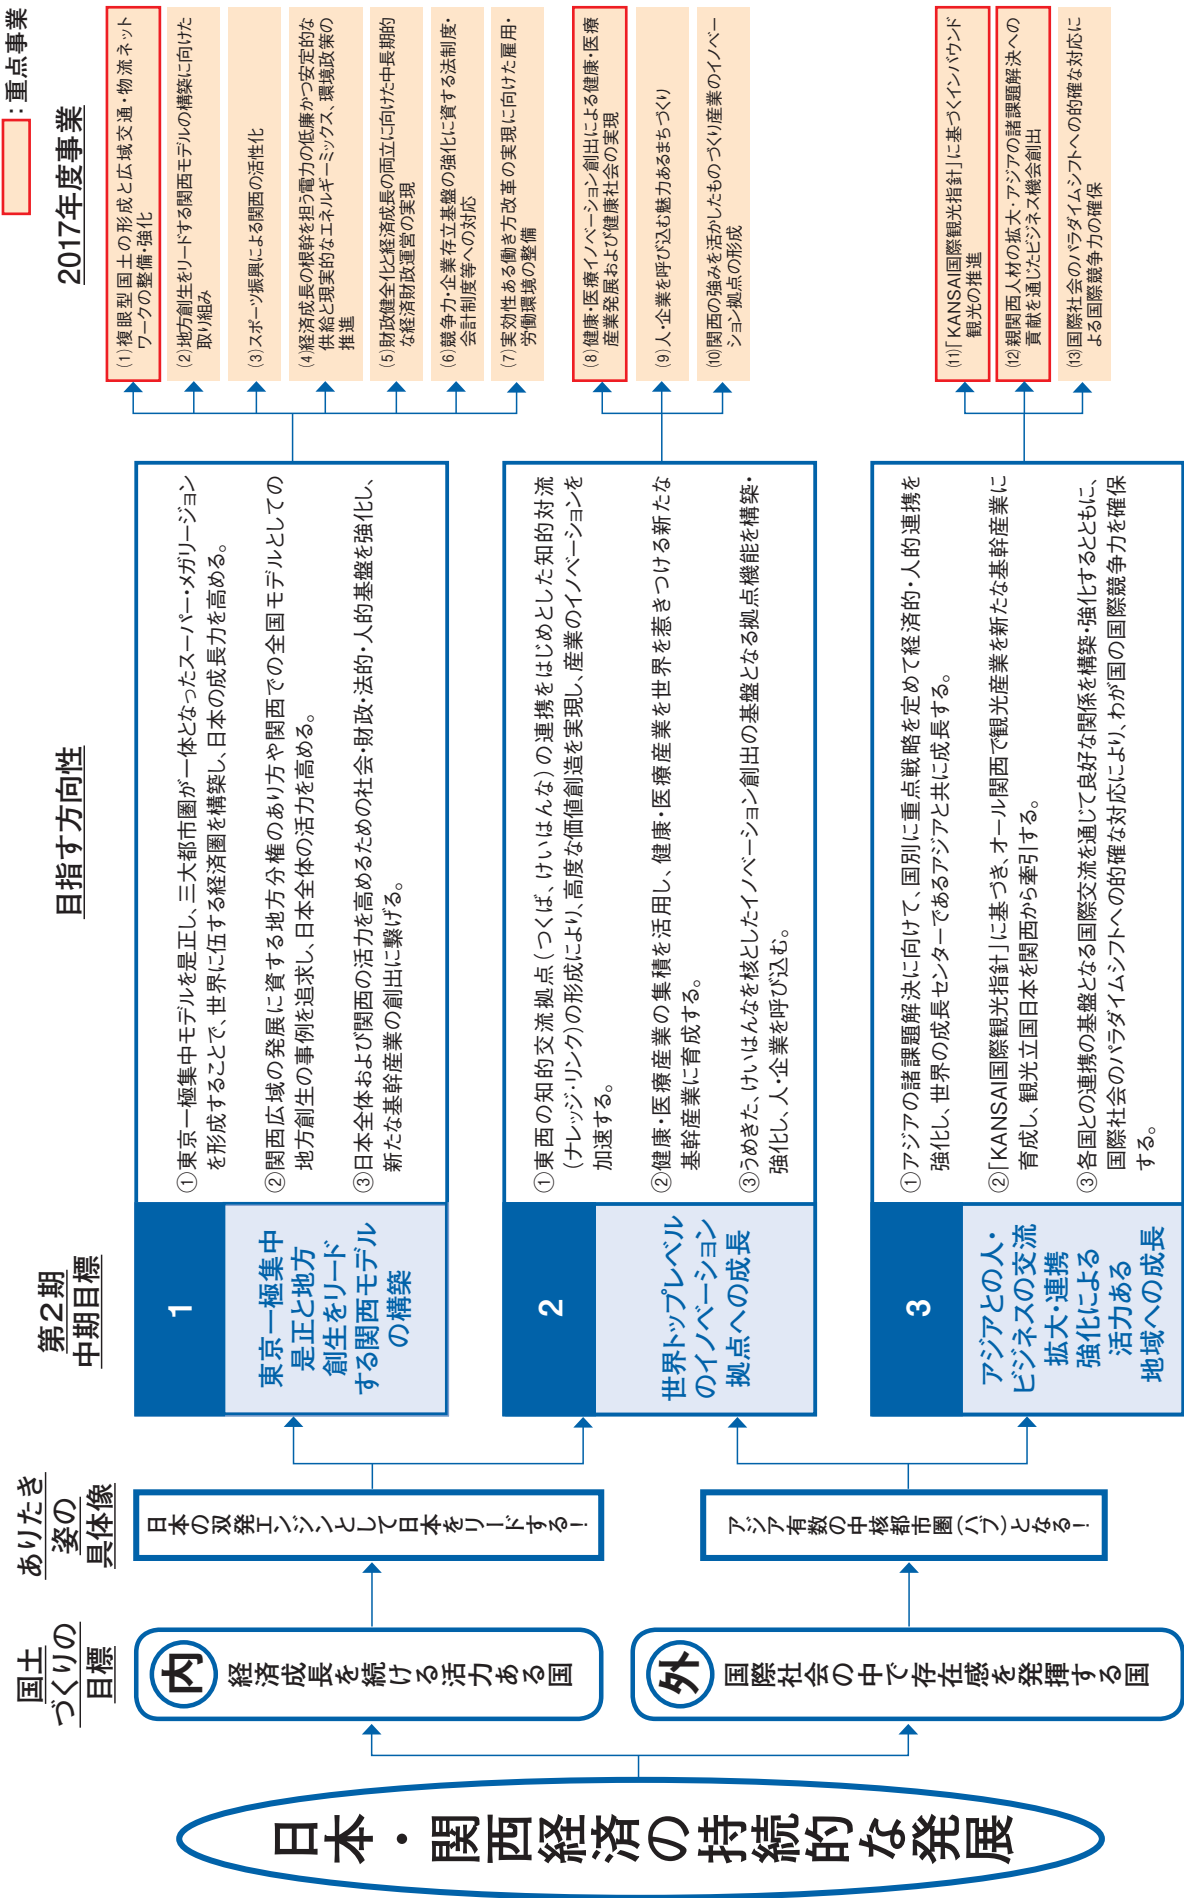 日本・関西経済の持続的な発展
国土
づくりの
目標
内
経済成長を続ける活力ある国
外
国際社会の中で存在感を発揮する国
ありたき
姿の
具体像
日本の双発エンジンとして日本をリードする!
アジア有数の中核都市圏(ハブ)となる!
第2期
中期目標
1
東京一極集中
是正と地方
創生をリード
する関西モデル
の構築
2
世界トップレベル
のイノベーション
拠点への成長
3
アジアとの人・
ビジネスの交流
拡大・連携
強化による
活力ある
地域への成長
目指す方向性
①東京一極集中モデルを是正し、三大都市圏が一体となったスーパー・メガリージョン
を形成することで、世界に伍する経済圏を構築し、日本の成長力を高める。
②関西広域の発展に資する地方分権のあり方や関西での全国モデルとしての
地方創生の事例を追求し、日本全体の活力を高める。
③日本全体および関西の活力を高めるための社会・財政・法的・人的基盤を強化し、
新たな基幹産業の創出に繋げる。
①東西の知的交流拠点(つくば、けいはんな)の連携をはじめとした知的対流
(ナレッジ・リンク)の形成により、高度な価値創造を実現し、産業のイノベーションを
加速する。
②健康・医療産業の集積を活用し、健康・医療産業を世界を惹きつける新たな
基幹産業に育成する。
③うめきた、けいはんなを核としたイノベーション創出の基盤となる拠点機能を構築・
強化し、人・企業を呼び込む。
①アジアの諸課題解決に向けて、国別に重点戦略を定めて経済的・人的連携を
強化し、世界の成長センターであるアジアと共に成長する。
②「KANSAI国際観光指針」に基づき、オール関西で観光産業を新たな基幹産業に
育成し、観光立国日本を関西から牽引する。
③各国との連携の基盤となる国際交流を通じて良好な関係を構築・強化するとともに、
国際社会のパラダイムシフトへの的確な対応により、わが国の国際競争力を確保
する。
:重点事業
2017年度事業
(1)複眼型国土の形成と広域交通・物流ネット
ワークの整備・強化
(2)地方創生をリードする関西モデルの構築に向けた
取り組み
(3)スポーツ振興による関西の活性化
(4)経済成長の根幹を担う電力の低廉かつ安定的な
供給と現実的なエネルギーミックス、環境政策の
推進
(5)財政健全化と経済成長の両立に向けた中長期的
な経済財政運営の実現
(6)競争力・企業存立基盤の強化に資する法制度・
会計制度等への対応
(7)実効性ある働き方改革の実現に向けた雇用・
労働環境の整備
(8)健康・医療イノベーション創出による健康・医療
産業発展および健康社会の実現
(9)人・企業を呼び込む魅力あるまちづくり
(10)関西の強みを活かしたものづくり産業のイノベー
ション拠点の形成
(11)「KANSAI国際観光指針」に基づくインバウンド
観光の推進
(12)親関西人材の拡大・アジアの諸課題解決への
貢献を通じたビジネス機会創出
(13)国際社会のパラダイムシフトへの的確な対応に
よる国際競争力の確保